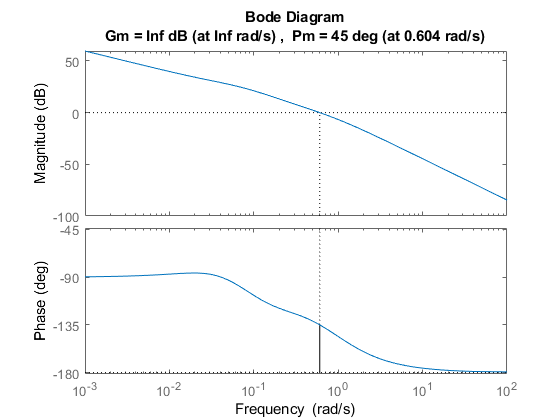 Bode Diagram
Gm = Inf dB (at Inf rad/s) , Pm = 45 deg (at 0.604 rad/s)
Magnitude (dB)
50
0
-50
-100
Phase (deg)
-45
-90
-135
-180
10^-3 10^-2 10^-1 10^0 10^1 10^2
Frequency (rad/s)